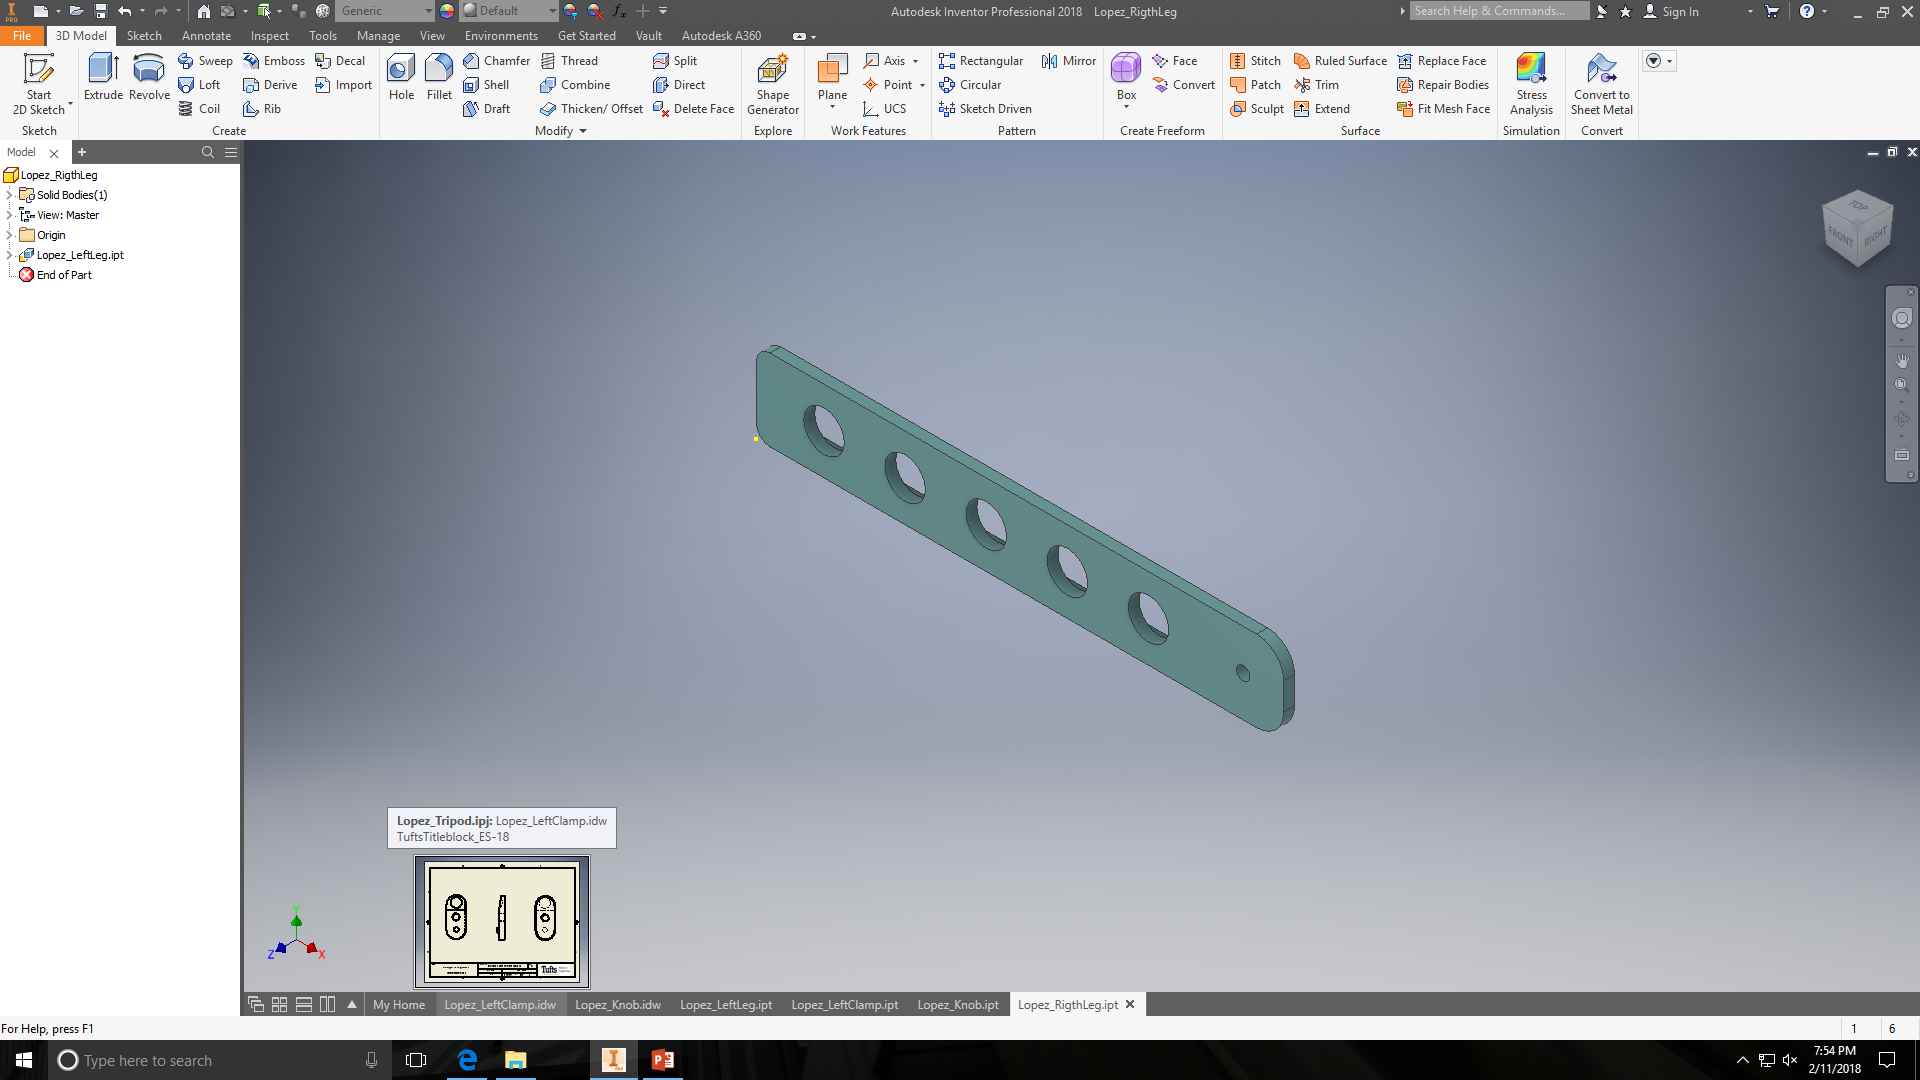 PRO
Generic
Default
Autodesk Inventor Professional 2018 Lopez_RigthLeg
Search Help & Commands...
Sign In
File 3D Model Sketch Annotate Inspect Tools Manage View Environments Get Started Vault Autodesk A360
Start
2D Sketch
Sketch
Extrude
Revolve
Sweep
Loft
Coil
Emboss
Derive
Rib
Decal
Import
Create
Hole
Fillet
Chamfer
Shell
Draft
Thread
Combine
Thicken/ Offset
Split
Direct
Delete Face
Modify
Shape
Generator
Explore
Plane
Axis
Point
UCS
Work Features
Rectangular
Circular
Sketch Driven
Mirror
Pattern
Box
Face
Convert
Create Freeform
Stitch
Patch
Sculpt
Ruled Surface
Trim
Extend
Replace Face
Repair Bodies
Fit Mesh Face
Surface
Stress
Analysis
Simulation
Convert to
Sheet Metal
Convert
Model
Lopez_RigthLeg
Solid Bodies(1)
View: Master
Origin
Lopez_LeftLeg.ipt
End of Part
TOP
FRONT
RIGHT
Lopez_Tripod.ipj: Lopez_LeftClamp.idw
TuftsTitleblock_ES-18
Tufts
Y
Z
X
My Home
Lopez_LeftClamp.idw
Lopez_Knob.idw
Lopez_LeftLeg.ipt
Lopez_LeftClamp.ipt
Lopez_Knob.ipt
Lopez_RigthLeg.ipt
For Help, press F1
1 6
Type here to search
7:54 PM
2/11/2018